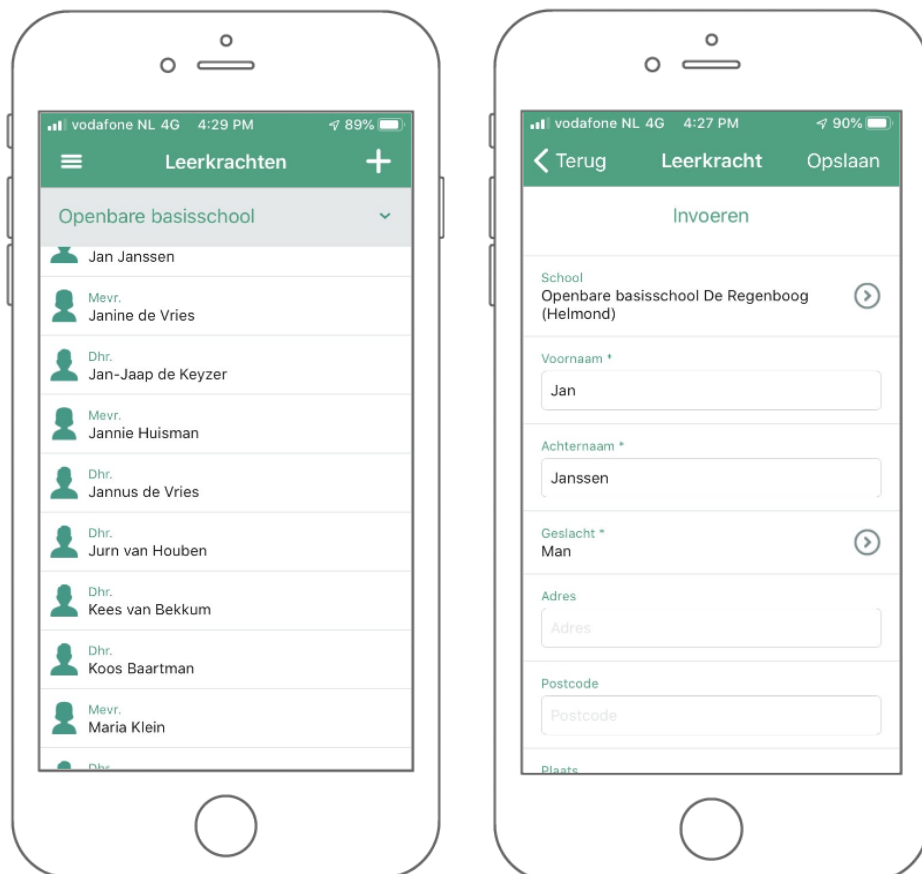 vodafone NL 4G 4:29 PM 89%
Leerkrachten
Openbare basisschool
Jan Janssen
Mevr.
Janine de Vries
Dhr.
Jan-Jaap de Keyzer
Mevr.
Jannie Huisman
Dhr.
Jannus de Vries
Dhr.
Jurn van Houben
Dhr.
Kees van Bekkum
Dhr.
Koos Baartman
Mevr.
Maria Klein
Dhr.
vodafone NL 4G 4:27 PM 90%
Terug Leerkracht Opslaan
Invoeren
School
Openbare basisschool De Regenboog
(Helmond)
Voornaam *
Jan
Achternaam *
Janssen
Geslacht *
Man
Adres
Adres
Postcode
Postcode
Plaats